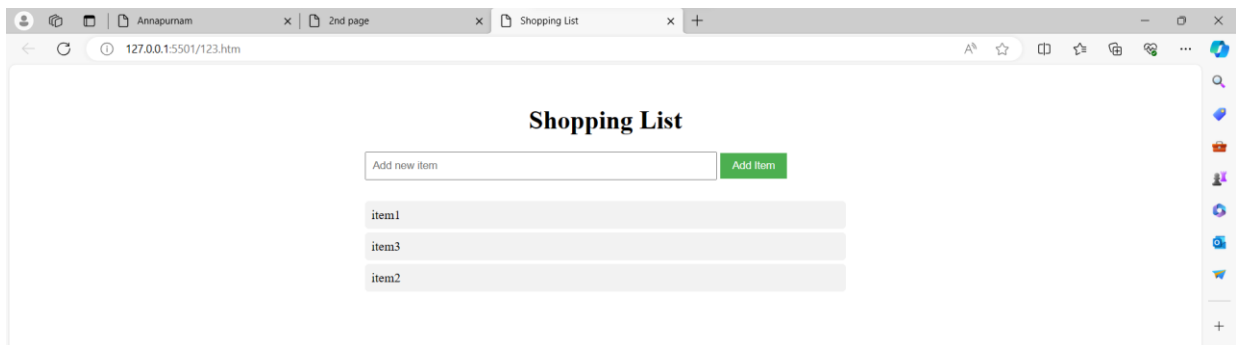 Annapurnam
2nd page
Shopping List
127.0.0.1:5501/123.htm
Shopping List
Add new item
Add Item
item1
item3
item2